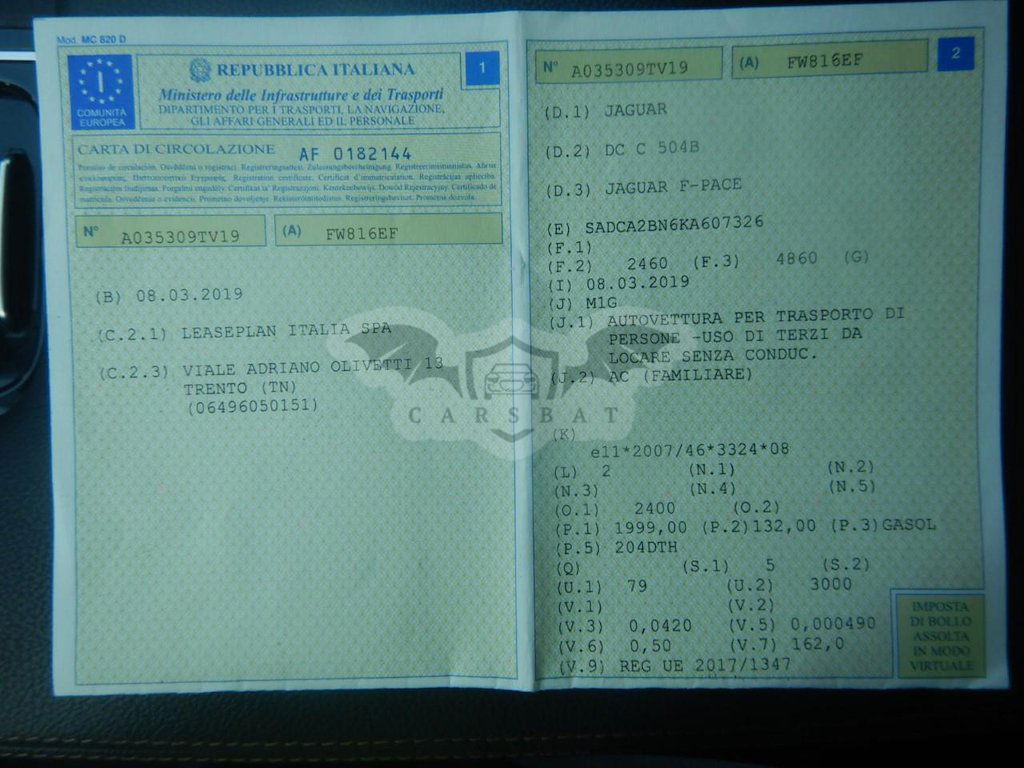 Mod. MC 820 D
I
COMUNITÀ
EUROPEA
REPUBBLICA ITALIANA
1
Ministero delle Infrastrutture e dei Trasporti
DIPARTIMENTO PER I TRASPORTI, LA NAVIGAZIONE,
GLI AFFARI GENERALI ED IL PERSONALE
CARTA DI CIRCOLAZIONE AF 0182144
N° A035309TV19 (A) FW816EF
(B) 08.03.2019
(C.2.1) LEASEPLAN ITALIA SPA
(C.2.3) VIALE ADRIANO OLIVETTI 13
TRENTO (TN)
(06496050151)
N° A035309TV19 (A) FW816EF
2
(D.1) JAGUAR
(D.2) DC C 504B
(D.3) JAGUAR F-PACE
(E) SADCA2BN6KA607326
(F.1)
(F.2) 2460 (F.3) 4860 (G)
(I) 08.03.2019
(J) M1G
(J.1) AUTOVETTURA PER TRASPORTO DI
PERSONE -USO DI TERZI DA
LOCARE SENZA CONDUC.
(J.2) AC (FAMILIARE)
(K)
e11*2007/46*3324*08
(L) 2 (N.1) (N.2)
(N.3) (N.4) (N.5)
(O.1) 2400 (O.2)
(P.1) 1999,00 (P.2)132,00 (P.3)GASOL
(P.5) 204DTH
(Q) (S.1) 5 (S.2)
(U.1) 79 (U.2) 3000
(V.1) (V.2)
(V.3) 0,0420 (V.5) 0,000490
(V.6) 0,50 (V.7) 162,0
(V.9) REG UE 2017/1347
IMPOSTA
DI BOLLO
ASSOLTA
IN MODO
VIRTUALE
CARSBAT